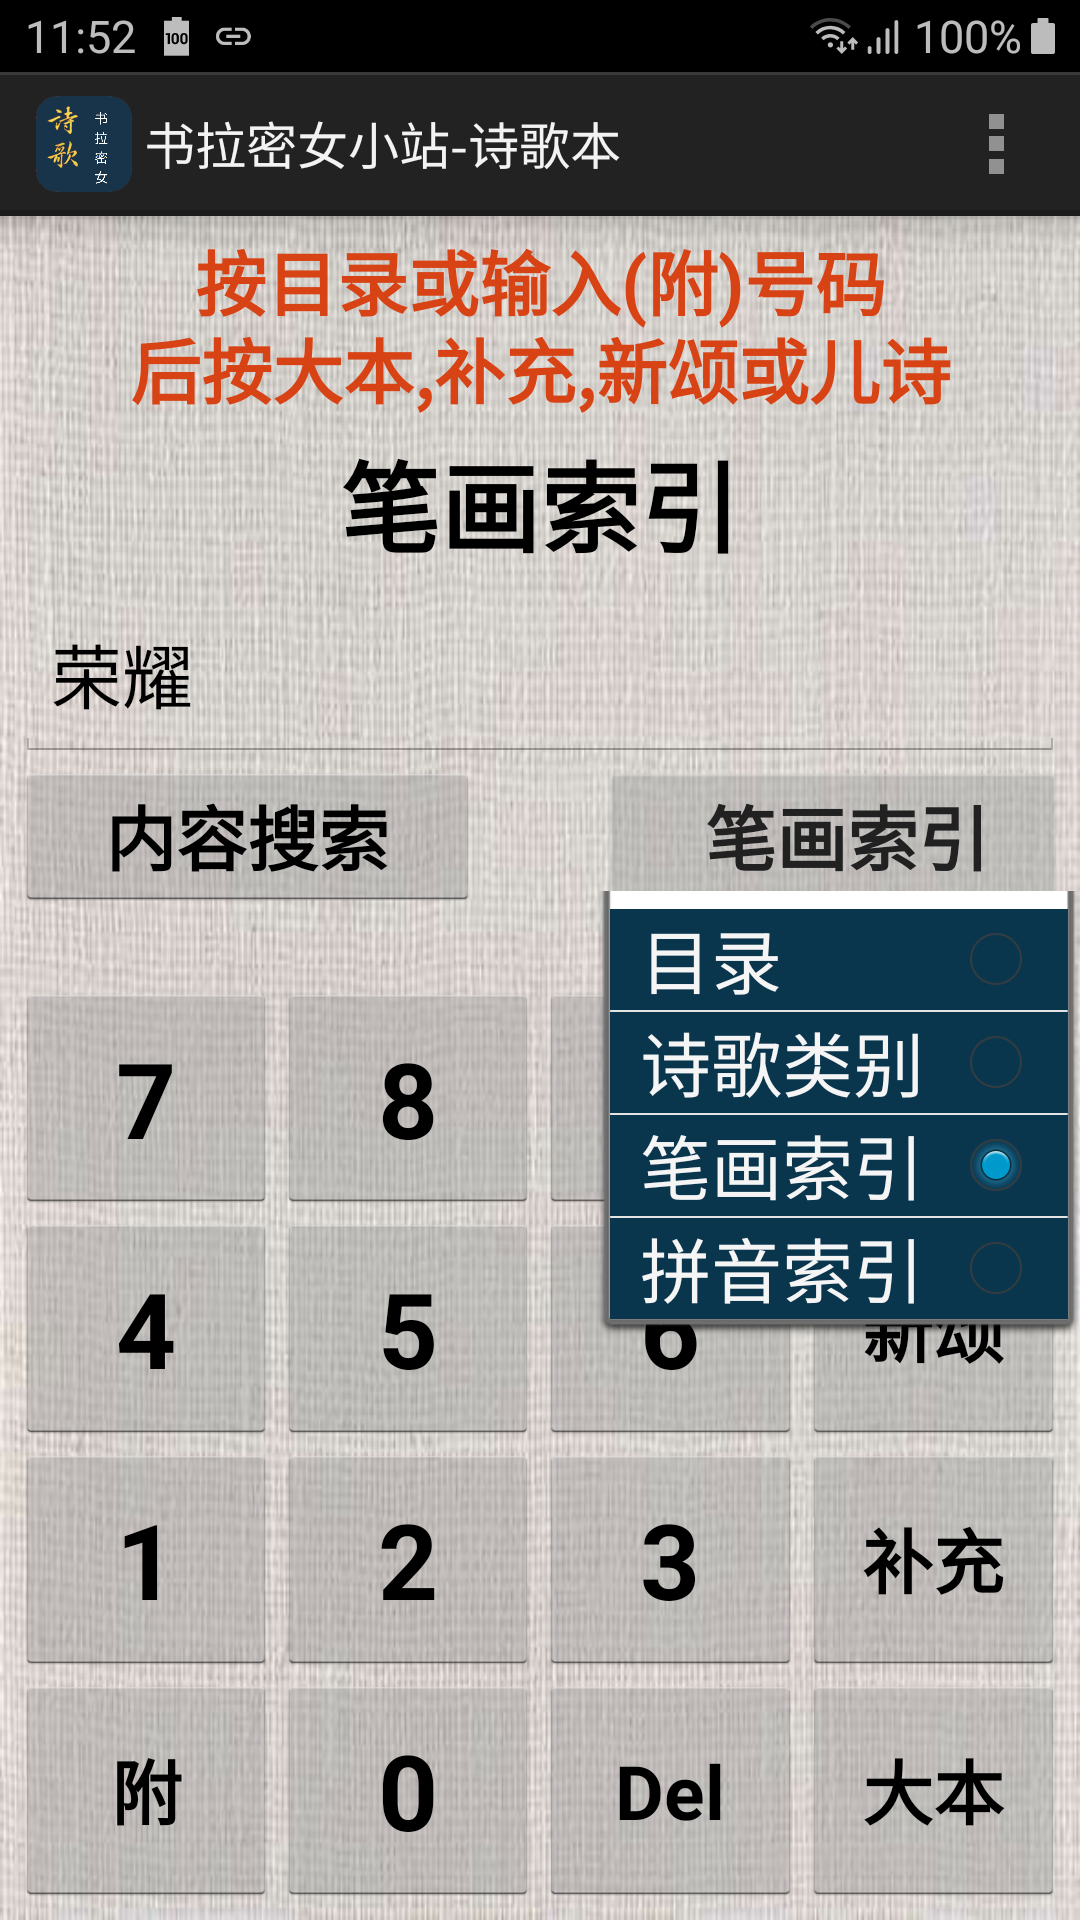 11:52
100
100%
诗歌
书拉密女
书拉密女小站-诗歌本
按目录或输入(附)号码
后按大本,补充,新颂或儿诗
笔画索引
荣耀
内容搜索
笔画索引
目录
诗歌类别
笔画索引
拼音索引
7
8
4
5
6
新颂
1
2
3
补充
附
0
Del
大本